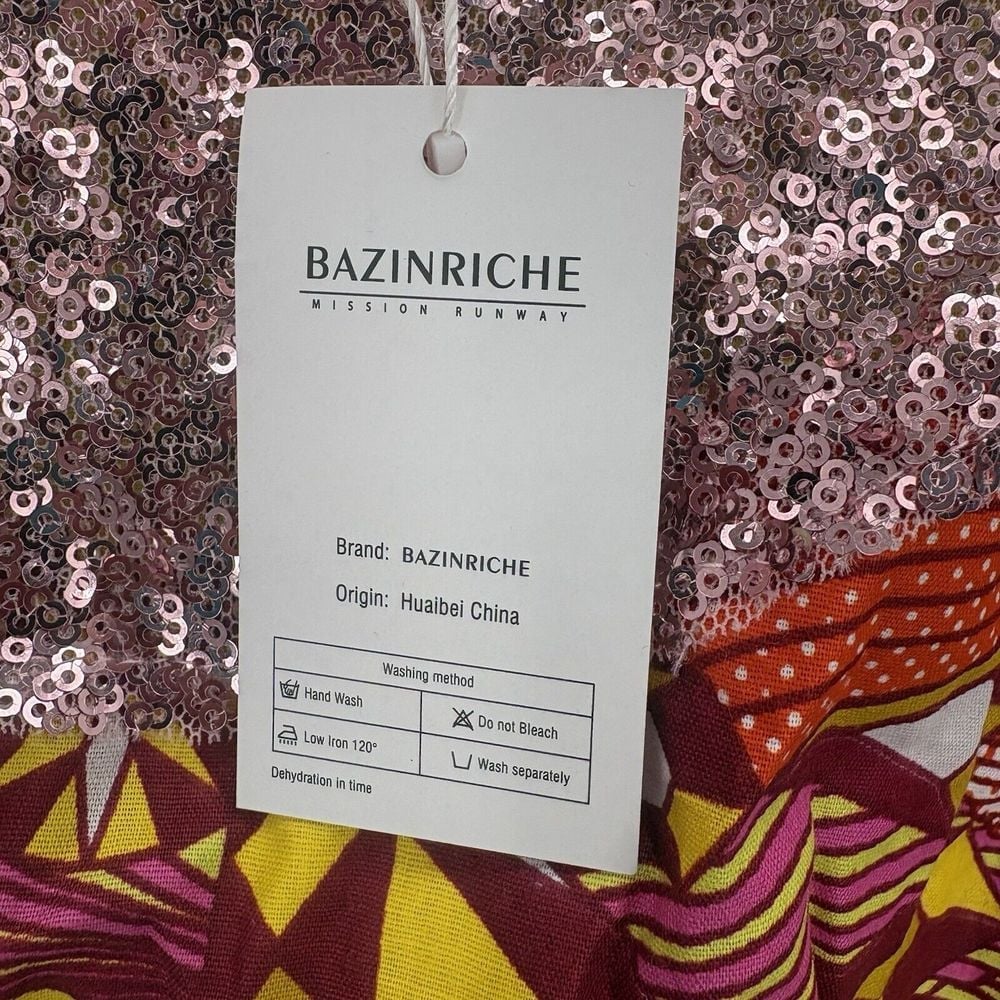 BAZINRICHE
MISSION RUNWAY
Brand: BAZINRICHE
Origin: Huaibei China
Washing method
Hand Wash
Do not Bleach
Low Iron 120°
Wash separately
Dehydration in time